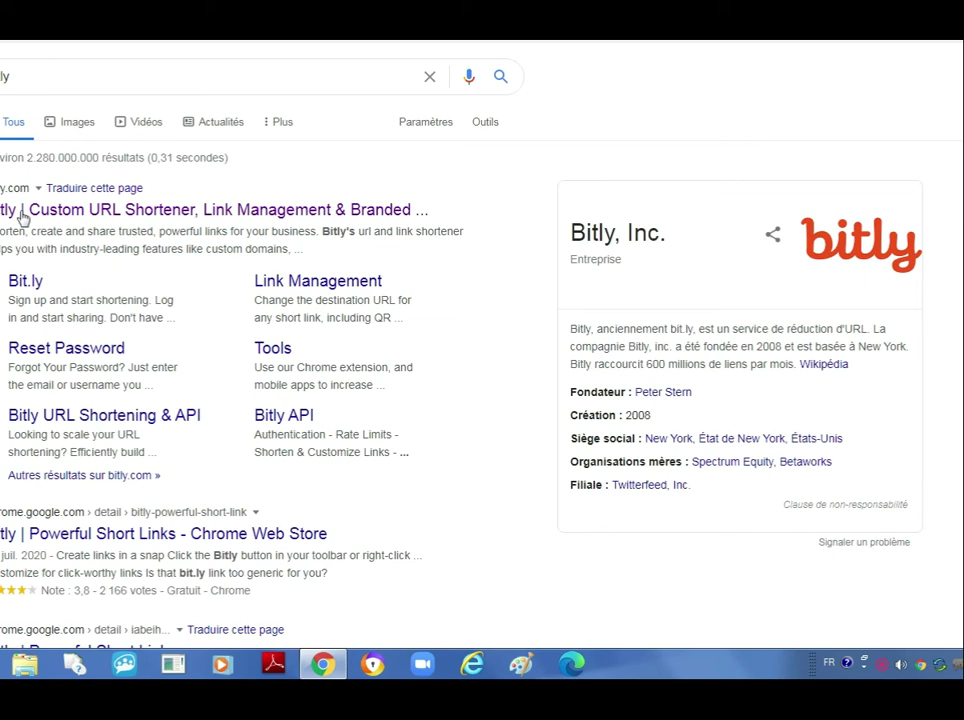 ly
Tous Images Vidéos Actualités Plus Paramètres Outils
viron 2.280.000.000 résultats (0,31 secondes)
y.com Traduire cette page
tly | Custom URL Shortener, Link Management & Branded ...
orten, create and share trusted, powerful links for your business. Bitly's url and link shortener
lps you with industry-leading features like custom domains, ...
Bit.ly
Sign up and start shortening. Log
in and start sharing. Don't have ...
Link Management
Change the destination URL for
any short link, including QR ...
Reset Password
Forgot Your Password? Just enter
the email or username you ...
Tools
Use our Chrome extension, and
mobile apps to increase ...
Bitly URL Shortening & API
Looking to scale your URL
shortening? Efficiently build ...
Bitly API
Authentication - Rate Limits -
Shorten & Customize Links - ...
Autres résultats sur bitly.com »
rome.google.com › detail › bitly-powerful-short-link
tly | Powerful Short Links - Chrome Web Store
juil. 2020 - Create links in a snap Click the Bitly button in your toolbar or right-click ...
stomize for click-worthy links Is that bit.ly link too generic for you?
Note : 3,8 - 2 166 votes - Gratuit - Chrome
rome.google.com › detail › iabeih... Traduire cette page
Bitly, Inc.
Entreprise
bitly
Bitly, anciennement bit.ly, est un service de réduction d'URL. La
compagnie Bitly, inc. a été fondée en 2008 et est basée à New York.
Bitly raccourcit 600 millions de liens par mois. Wikipédia
Fondateur : Peter Stern
Création : 2008
Siège social : New York, État de New York, États-Unis
Organisations mères : Spectrum Equity, Betaworks
Filiale : Twitterfeed, Inc.
Clause de non-responsabilité
Signaler un problème
FR